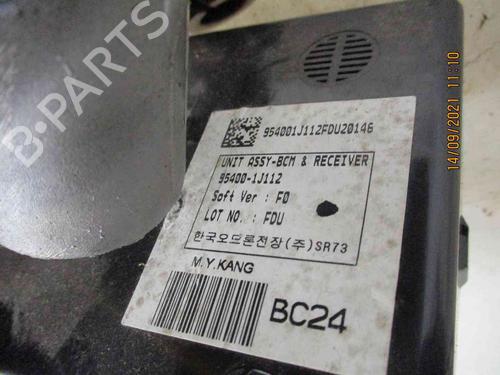 B-PARTS
954001J112FDU20146
UNIT ASSY-BCM & RECEIVER
95400-1J112
Soft Ver : F0
LOT NO. : FDU
한국오드론전장(주)SR73
M.Y.KANG
BC24
14/09/2021 11:10